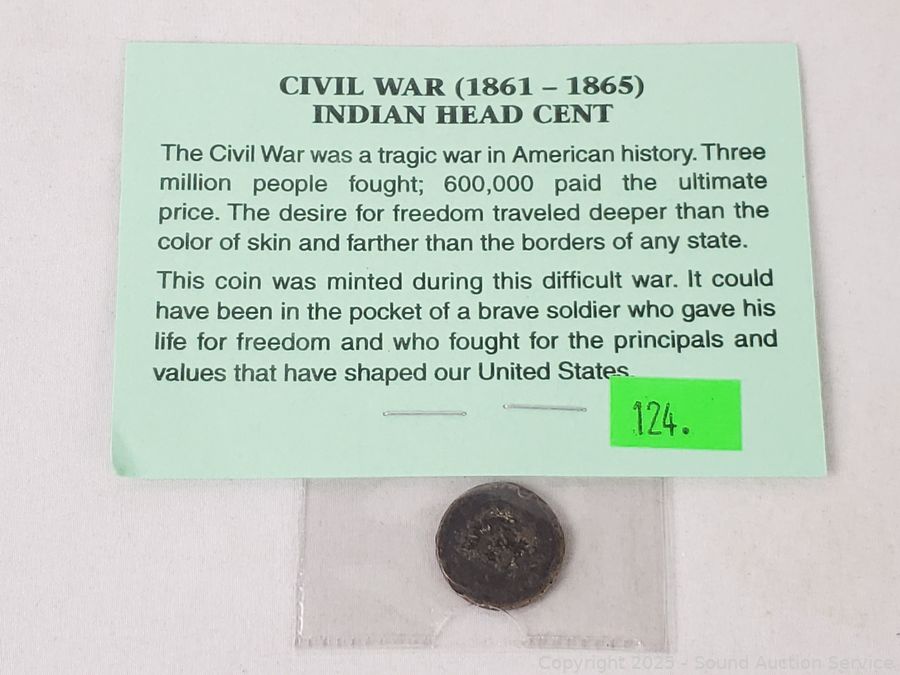 CIVIL WAR (1861 – 1865)
INDIAN HEAD CENT
The Civil War was a tragic war in American history. Three
million people fought; 600,000 paid the ultimate
price. The desire for freedom traveled deeper than the
color of skin and farther than the borders of any state.
This coin was minted during this difficult war. It could
have been in the pocket of a brave soldier who gave his
life for freedom and who fought for the principals and
values that have shaped our United States.
124.
Copyright 2025 - Sound Auction Service